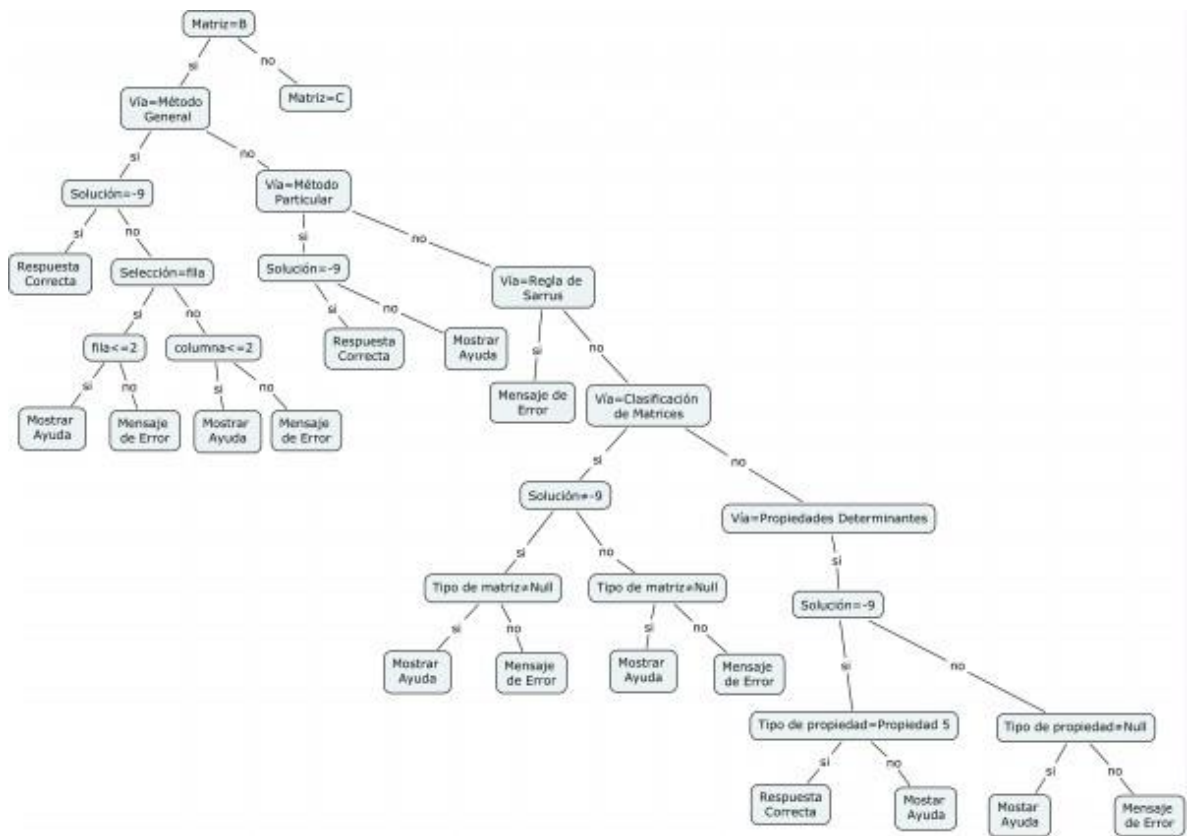 Matriz=B
si
no
Vía=Método
General
Matriz=C
si
no
Solución=-9
Vía=Método
Particular
si
no
si
no
Respuesta
Correcta
Selección=fila
Solución=-9
Vía=Regla de
Sarrus
si
no
si
no
si
no
fila<=2
columna<=2
Respuesta
Correcta
Mostrar
Ayuda
si
no
si
no
Mensaje de
Error
Vía=Clasificación
de Matrices
Mostrar
Ayuda
Mensaje
de Error
Mostrar
Ayuda
Mensaje
de Error
si
no
Solución≠-9
Vía=Propiedades Determinantes
si
no
si
Tipo de matriz≠Null
Tipo de matriz≠Null
Solución=-9
si
no
si
no
si
no
Mostrar
Ayuda
Mensaje
de Error
Mostrar
Ayuda
Mensaje
de Error
Tipo de propiedad=Propiedad 5
Tipo de propiedad≠Null
si
no
si
no
Respuesta
Correcta
Mostar
Ayuda
Mostar
Ayuda
Mensaje
de Error